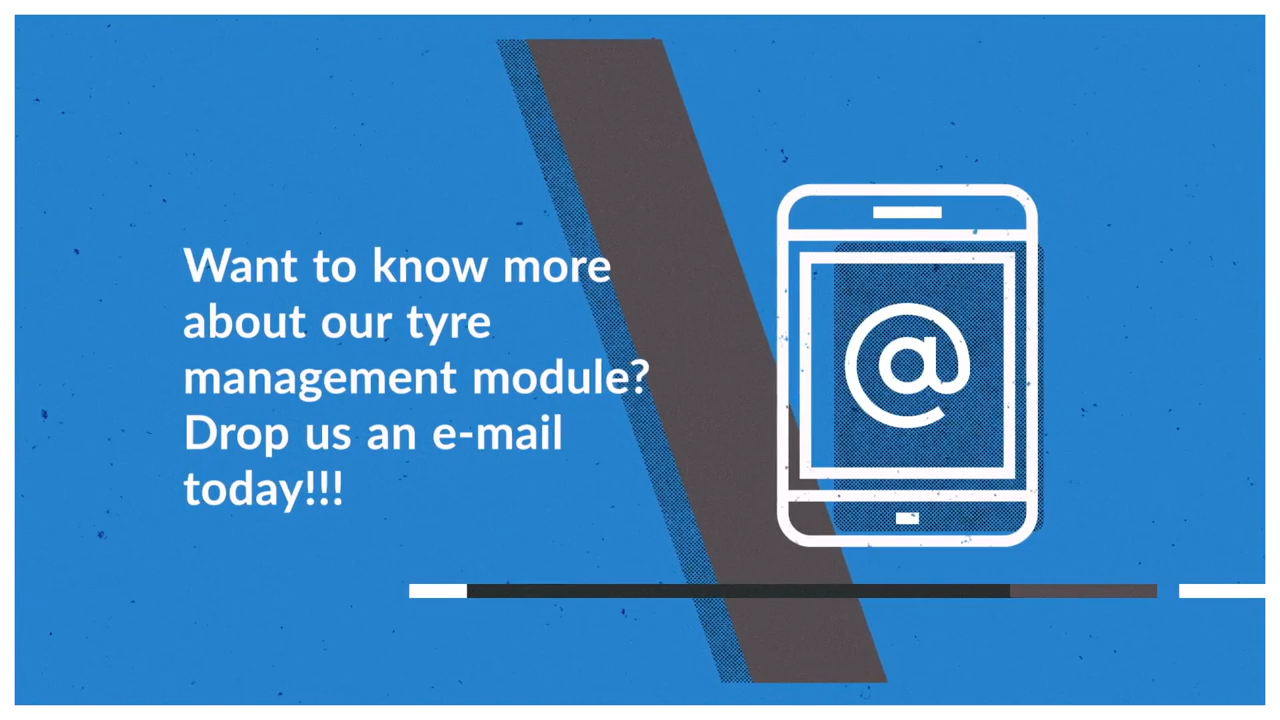 Want to know more
about our tyre
management module?
Drop us an e-mail
today!!!
@